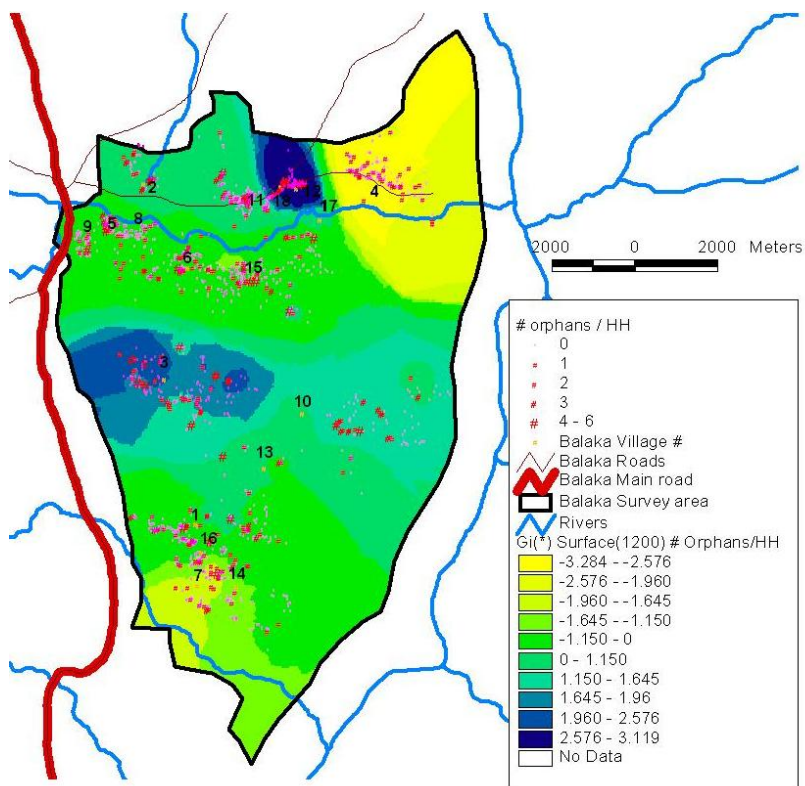 2
4
11
18
12
17
9
5
8
6
15
3
10
13
1
16
7
14
2000 0 2000 Meters
# orphans / HH
0
1
2
3
4 - 6
Balaka Village #
Balaka Roads
Balaka Main road
Balaka Survey area
Rivers
Gi(*) Surface(1200) # Orphans/HH
-3.284 - -2.576
-2.576 - -1.960
-1.960 - -1.645
-1.645 - -1.150
-1.150 - 0
0 - 1.150
1.150 - 1.645
1.645 - 1.96
1.960 - 2.576
2.576 - 3.119
No Data